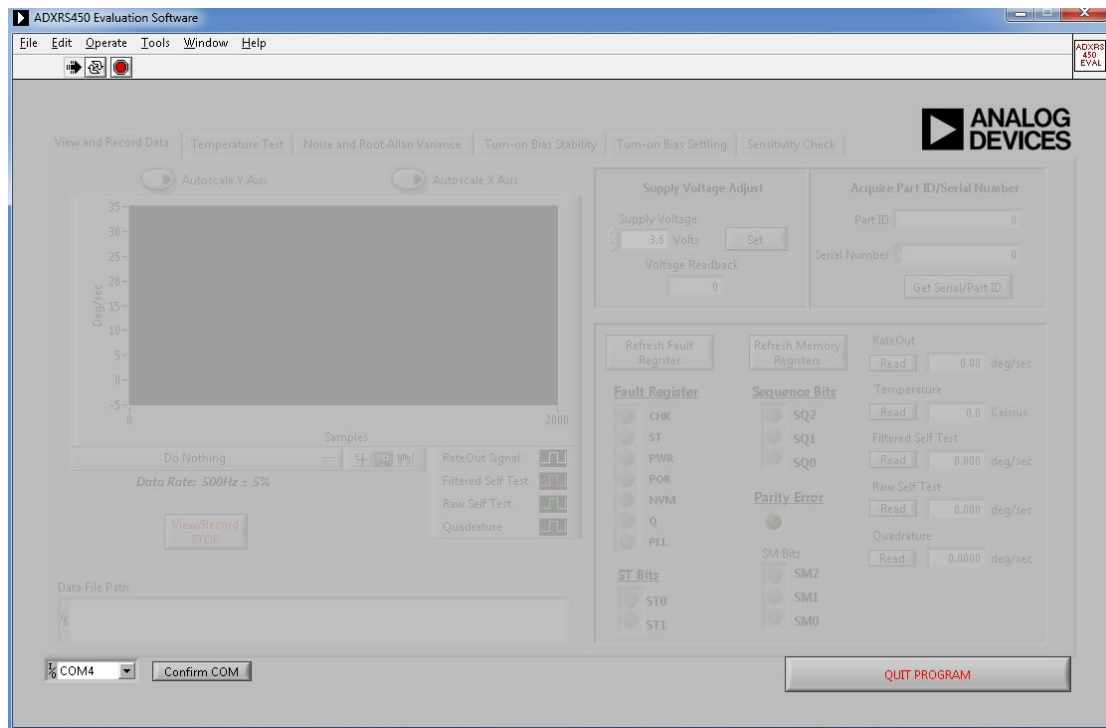 ADXRS450 Evaluation Software
File Edit Operate Tools Window Help
ADXRS
450
EVAL
ANALOG
DEVICES
View and Record Data Temperature Test Noise and Root Allan Variance Turn-on Bias Stability Turn-on Bias Settling Sensitivity Check
Autoscale Y Axis Autoscale X Axis
35
30
25
20
15
10
5
0
-5
Deg/sec
0 2000
Samples
Do Nothing
Data Rate: 500Hz ± 5%
RateOut Signal
Filtered Self Test
Raw Self Test
Quadrature
View/Record
STOP
Data File Path
Supply Voltage Adjust
Supply Voltage
3.6 Volts Set
Voltage Readback
0
Acquire Part ID/Serial Number
Part ID 0
Serial Number 0
Get Serial/Part ID
Refresh Fault
Register
Refresh Memory
Registers
Fault Register
CHK
ST
PWR
POR
NVM
Q
PLL
ST Bits
ST0
ST1
Sequence Bits
SQ2
SQ1
SQ0
Parity Error
SM Bits
SM2
SM1
SM0
RateOut
Read 0.00 deg/sec
Temperature
Read 0.0 Celsius
Filtered Self Test
Read 0.000 deg/sec
Raw Self Test
Read 0.000 deg/sec
Quadrature
Read 0.0000 deg/sec
COM4 Confirm COM
QUIT PROGRAM